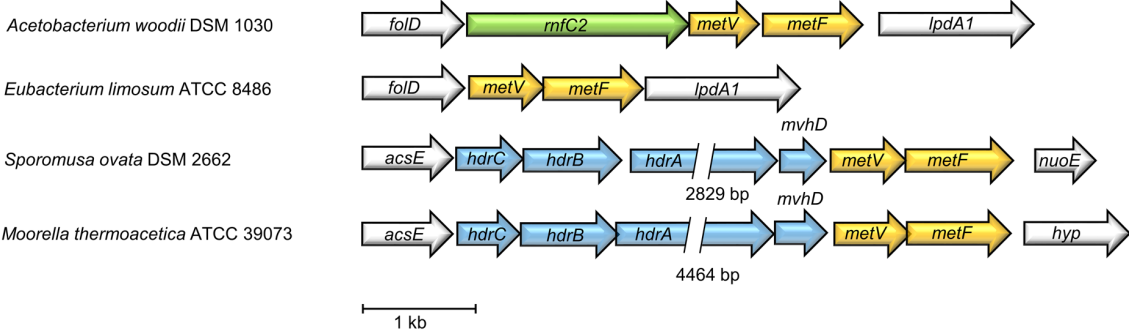 Acetobacterium woodii DSM 1030 folD rnfC2 metV metF lpdA1
Eubacterium limosum ATCC 8486 folD metV metF lpdA1
mvhD
Sporomusa ovata DSM 2662 acsE hdrC hdrB hdrA metV metF nuoE
2829 bp
mvhD
Moorella thermoacetica ATCC 39073 acsE hdrC hdrB hdrA metV metF hyp
4464 bp
1 kb